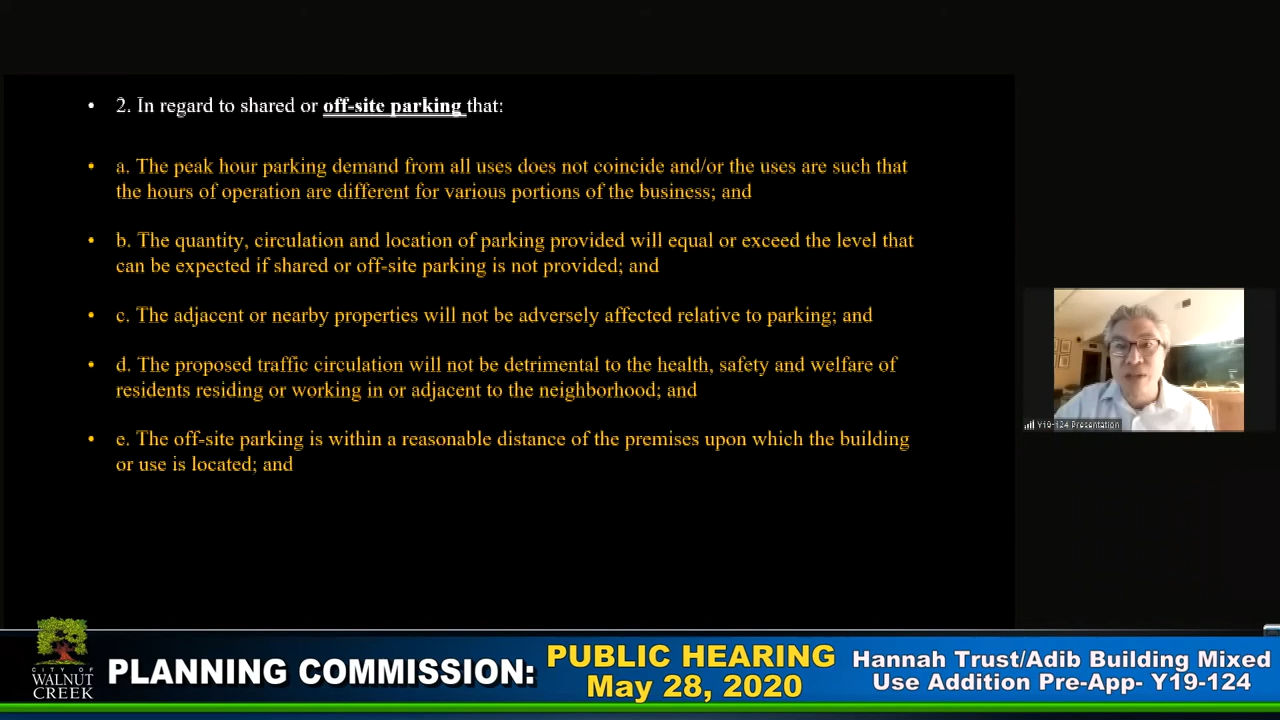 • 2. In regard to shared or off-site parking that:
• a. The peak hour parking demand from all uses does not coincide and/or the uses are such that
the hours of operation are different for various portions of the business; and
• b. The quantity, circulation and location of parking provided will equal or exceed the level that
can be expected if shared or off-site parking is not provided; and
• c. The adjacent or nearby properties will not be adversely affected relative to parking; and
• d. The proposed traffic circulation will not be detrimental to the health, safety and welfare of
residents residing or working in or adjacent to the neighborhood; and
• e. The off-site parking is within a reasonable distance of the premises upon which the building
or use is located; and
Y19-124 Presentation
CITY OF
WALNUT
CREEK
PLANNING COMMISSION:
PUBLIC HEARING
May 28, 2020
Hannah Trust/Adib Building Mixed
Use Addition Pre-App- Y19-124